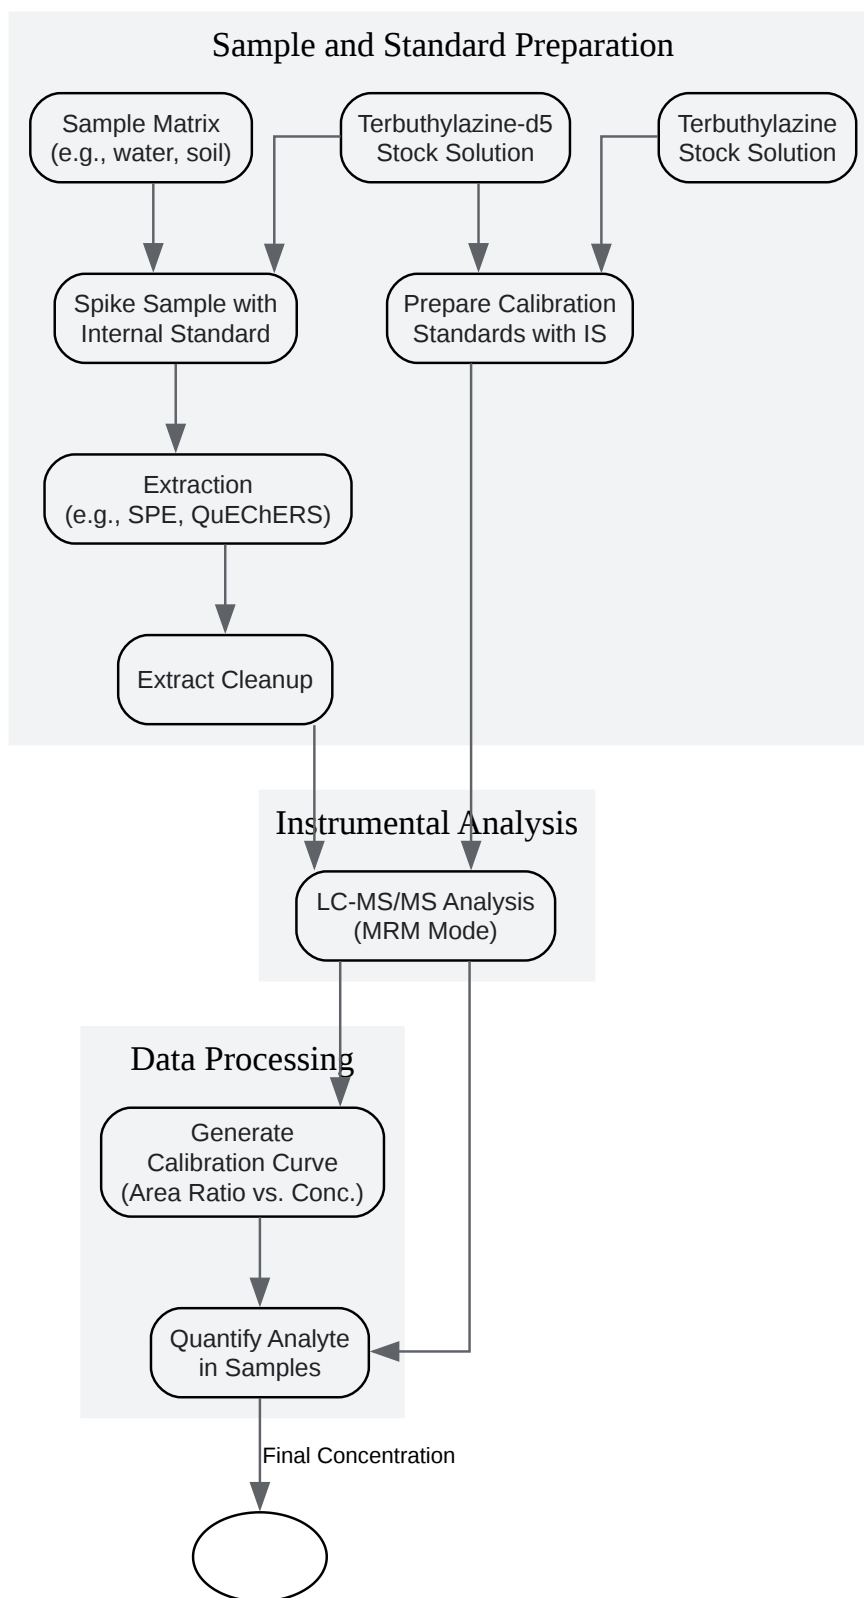 Sample and Standard Preparation
Sample Matrix
(e.g., water, soil)
Terbuthylazine-d5
Stock Solution
Terbuthylazine
Stock Solution
Spike Sample with
Internal Standard
Prepare Calibration
Standards with IS
Extraction
(e.g., SPE, QuEChERS)
Extract Cleanup
Instrumental Analysis
LC-MS/MS Analysis
(MRM Mode)
Data Processing
Generate
Calibration Curve
(Area Ratio vs. Conc.)
Quantify Analyte
in Samples
Final Concentration